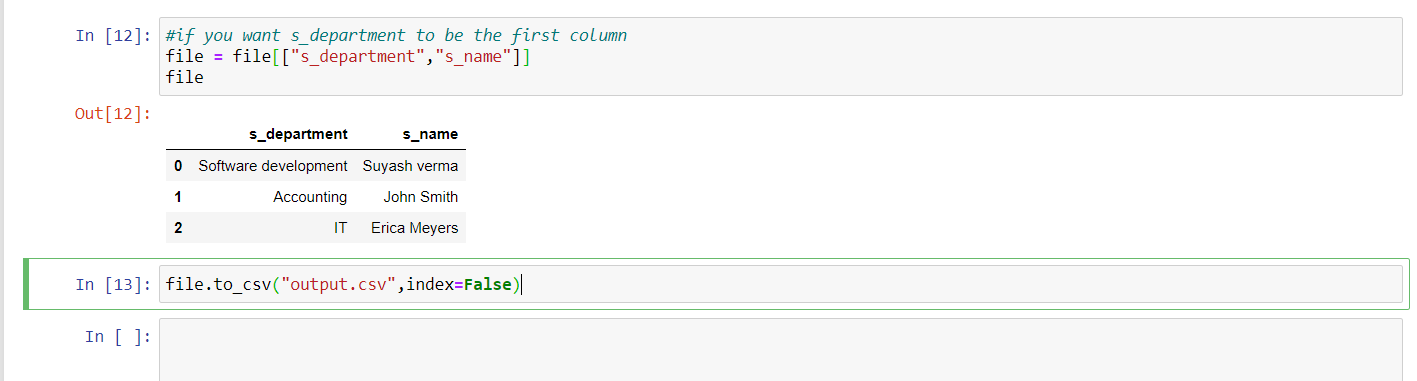 In [12]: #if you want s_department to be the first column
file = file[["s_department","s_name"]]
file
Out[12]:
s_department s_name
0 Software development Suyash verma
1 Accounting John Smith
2 IT Erica Meyers
In [13]: file.to_csv("output.csv",index=False)
In [ ]: